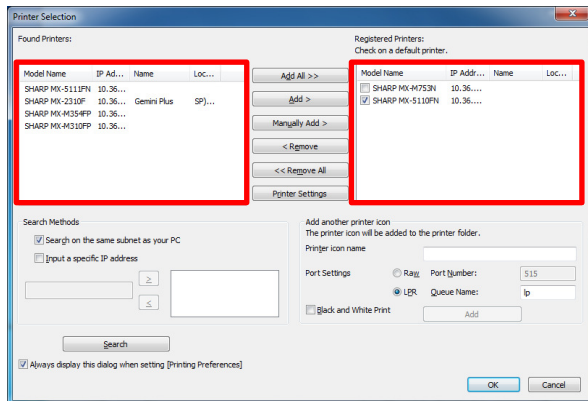 Printer Selection
Found Printers:
Registered Printers:
Check on a default printer.
Model Name IP Ad... Name Loc...
SHARP MX-5111FN 10.36...
SHARP MX-2310F 10.36... Gemini Plus SP)...
SHARP MX-M354FP 10.36...
SHARP MX-M310FP 10.36...
Add All >>
Add >
Manually Add >
< Remove
<< Remove All
Printer Settings
Model Name IP Addr... Name Loc...
SHARP MX-M753N 10.36....
SHARP MX-5110FN 10.36...
Search Methods
Search on the same subnet as your PC
Input a specific IP address
>
<
Search
Always display this dialog when setting [Printing Preferences]
Add another printer icon
The printer icon will be added to the printer folder.
Printer icon name
Port Settings Raw Port Number: 515
LPR Queue Name: lp
Black and White Print Add
OK Cancel